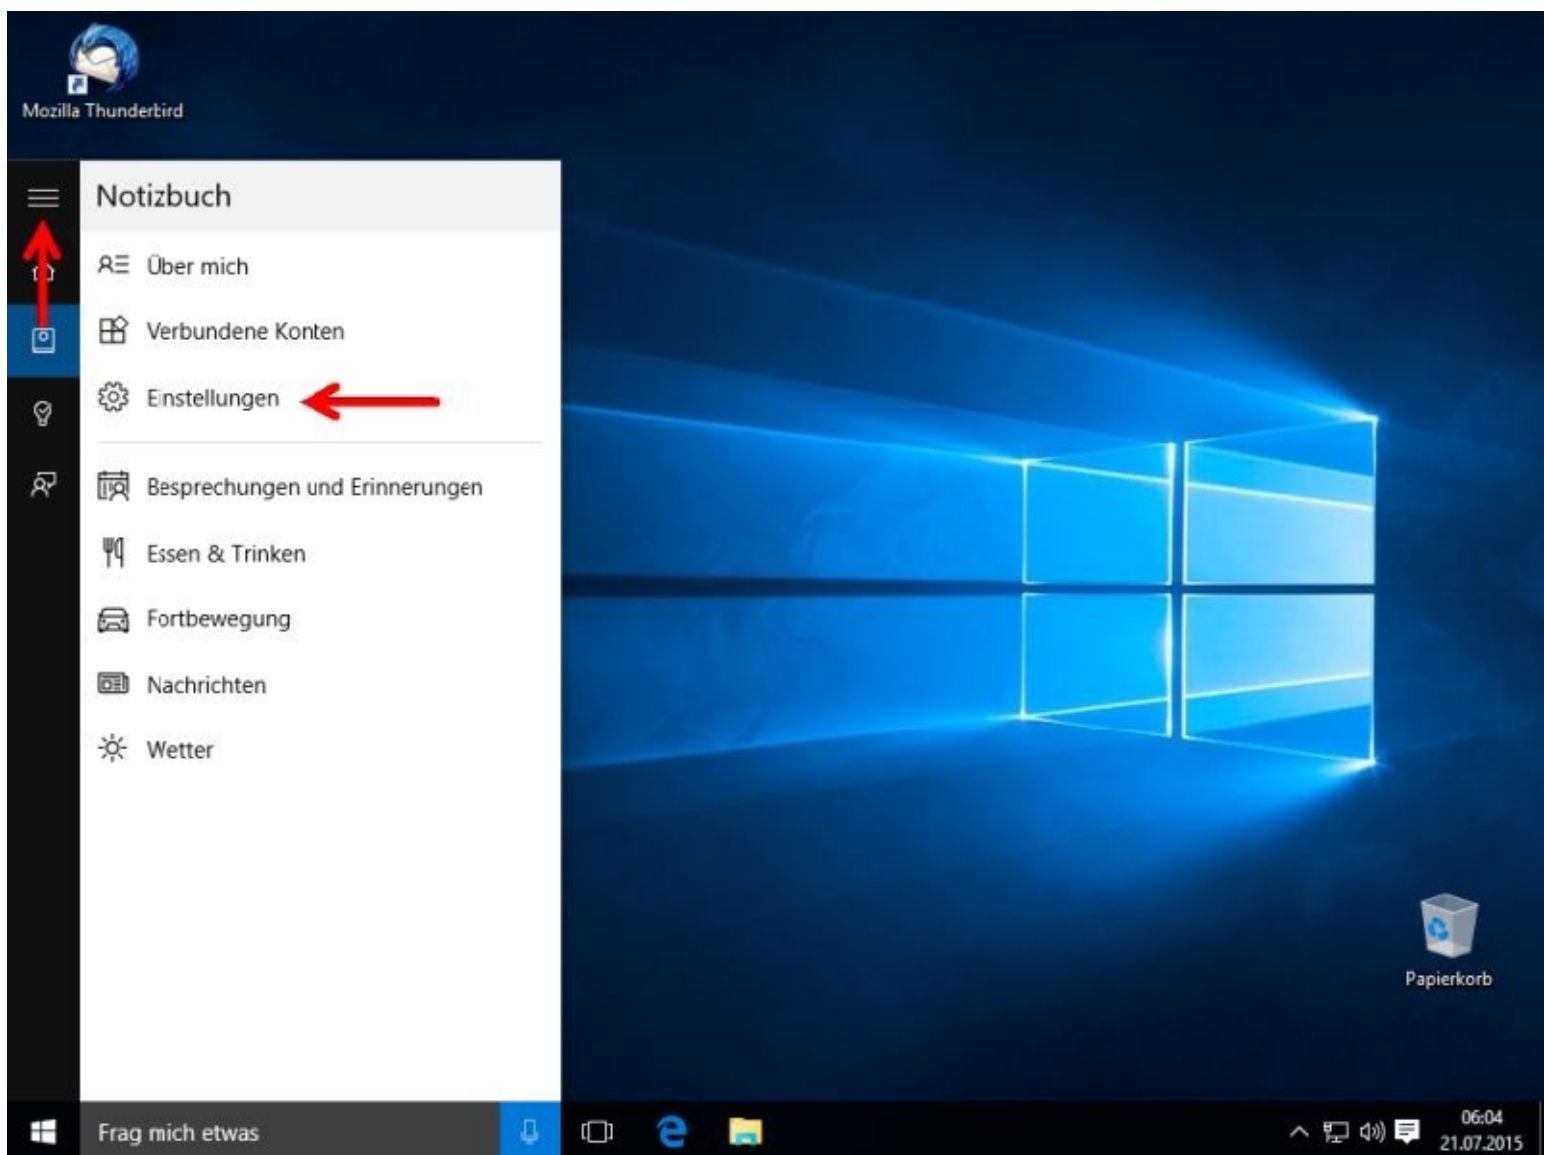 Mozilla Thunderbird
Notizbuch
Über mich
Verbundene Konten
Einstellungen
Besprechungen und Erinnerungen
Essen & Trinken
Fortbewegung
Nachrichten
Wetter
Papierkorb
Frag mich etwas
06:04
21.07.2015